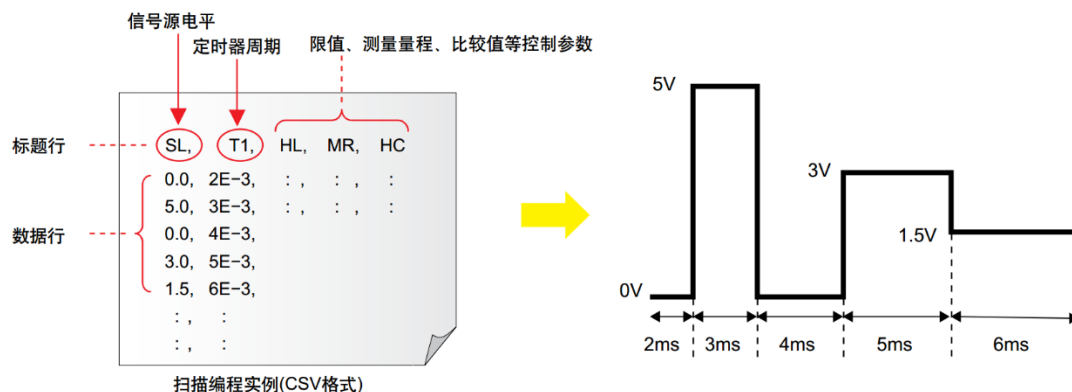 信号源电平
定时器周期
限值、测量量程、比较值等控制参数
标题行
SL, T1, HL, MR, HC
0.0, 2E−3, : , : , :
5.0, 3E−3, : , : , :
数据行
0.0, 4E−3,
3.0, 5E−3,
1.5, 6E−3,
: , :
: , :
扫描编程实例(CSV格式)
5V
3V
1.5V
0V
2ms 3ms 4ms 5ms 6ms